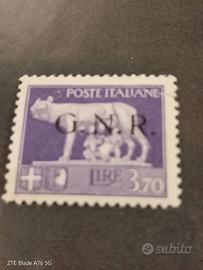 POSTE ITALIANE
G.N.R.
LIRE 3,70
ZTE Blade A76 5G
subito